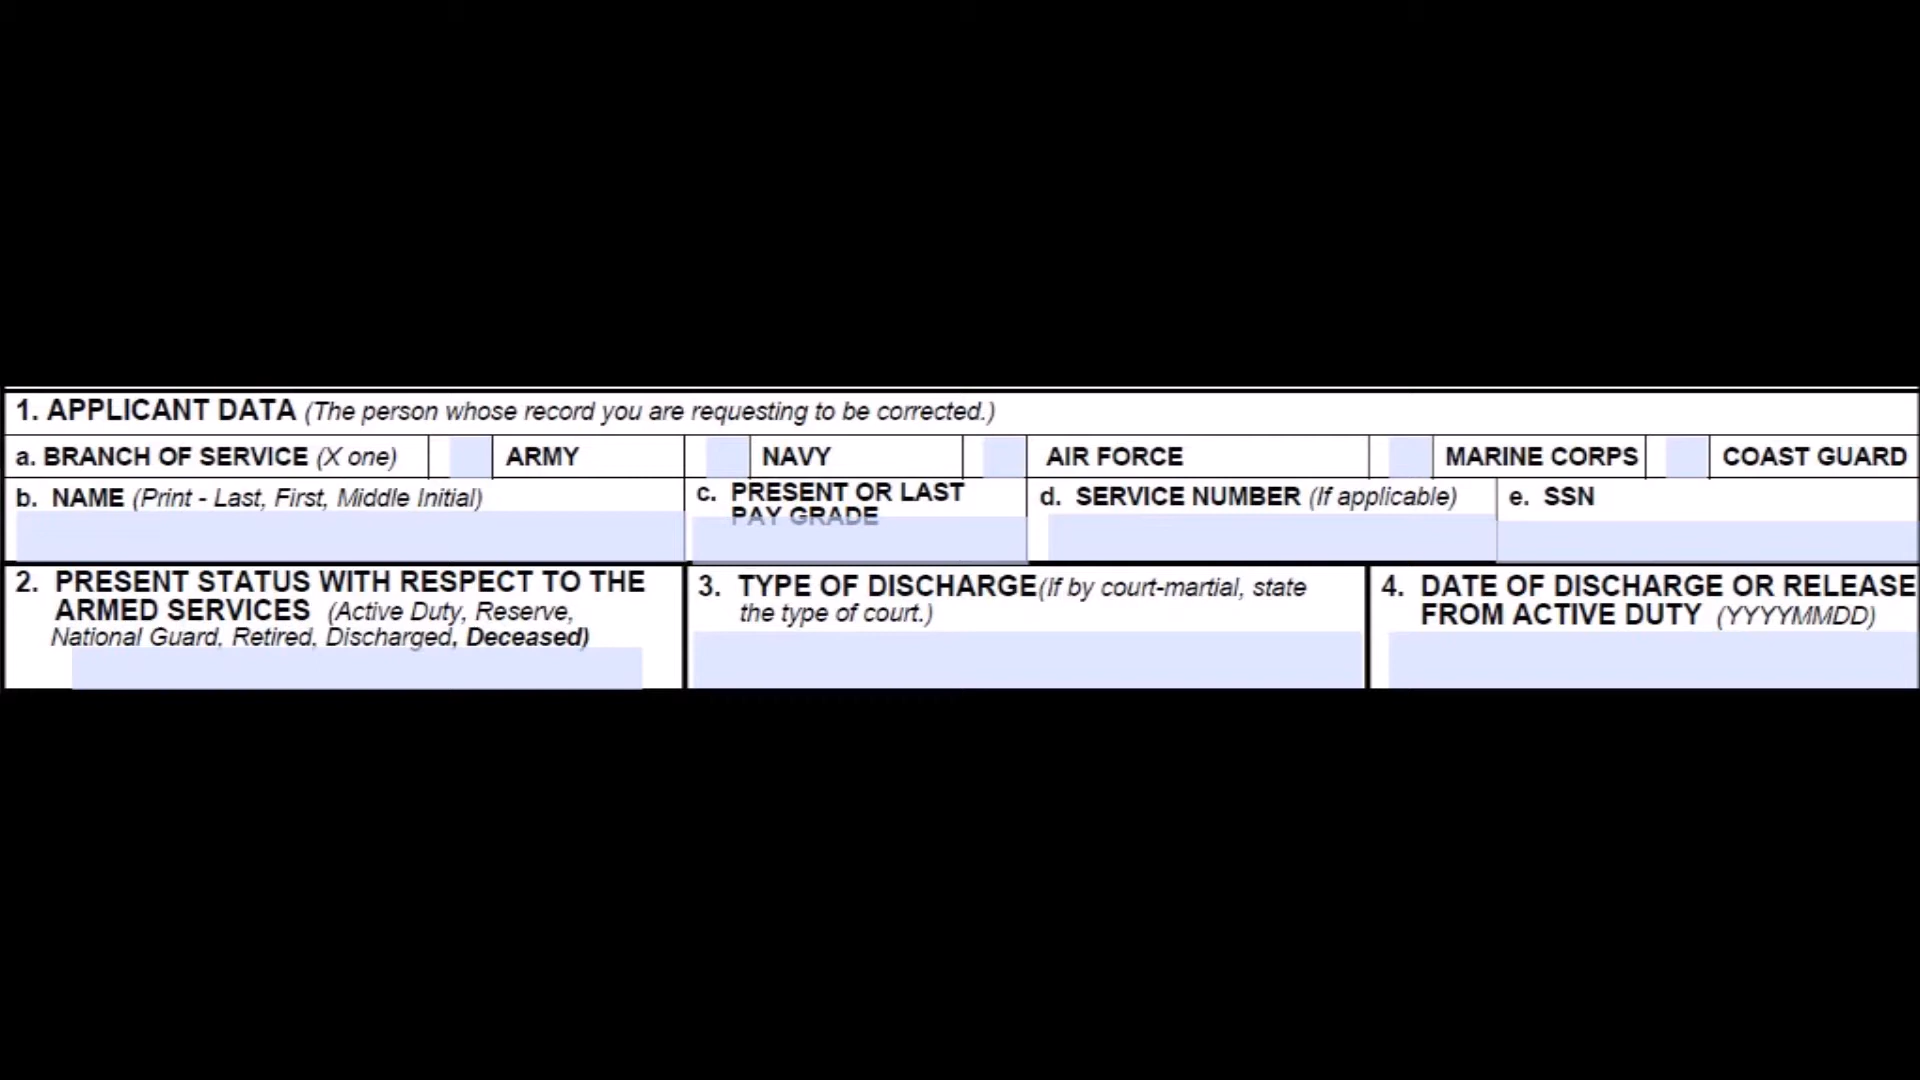 1. APPLICANT DATA (The person whose record you are requesting to be corrected.)
a. BRANCH OF SERVICE (X one) ARMY NAVY AIR FORCE MARINE CORPS COAST GUARD
b. NAME (Print - Last, First, Middle Initial)
c. PRESENT OR LAST
PAY GRADE
d. SERVICE NUMBER (If applicable)
e. SSN
2. PRESENT STATUS WITH RESPECT TO THE
ARMED SERVICES (Active Duty, Reserve,
National Guard, Retired, Discharged, Deceased)
3. TYPE OF DISCHARGE(If by court-martial, state
the type of court.)
4. DATE OF DISCHARGE OR RELEASE
FROM ACTIVE DUTY (YYYYMMDD)